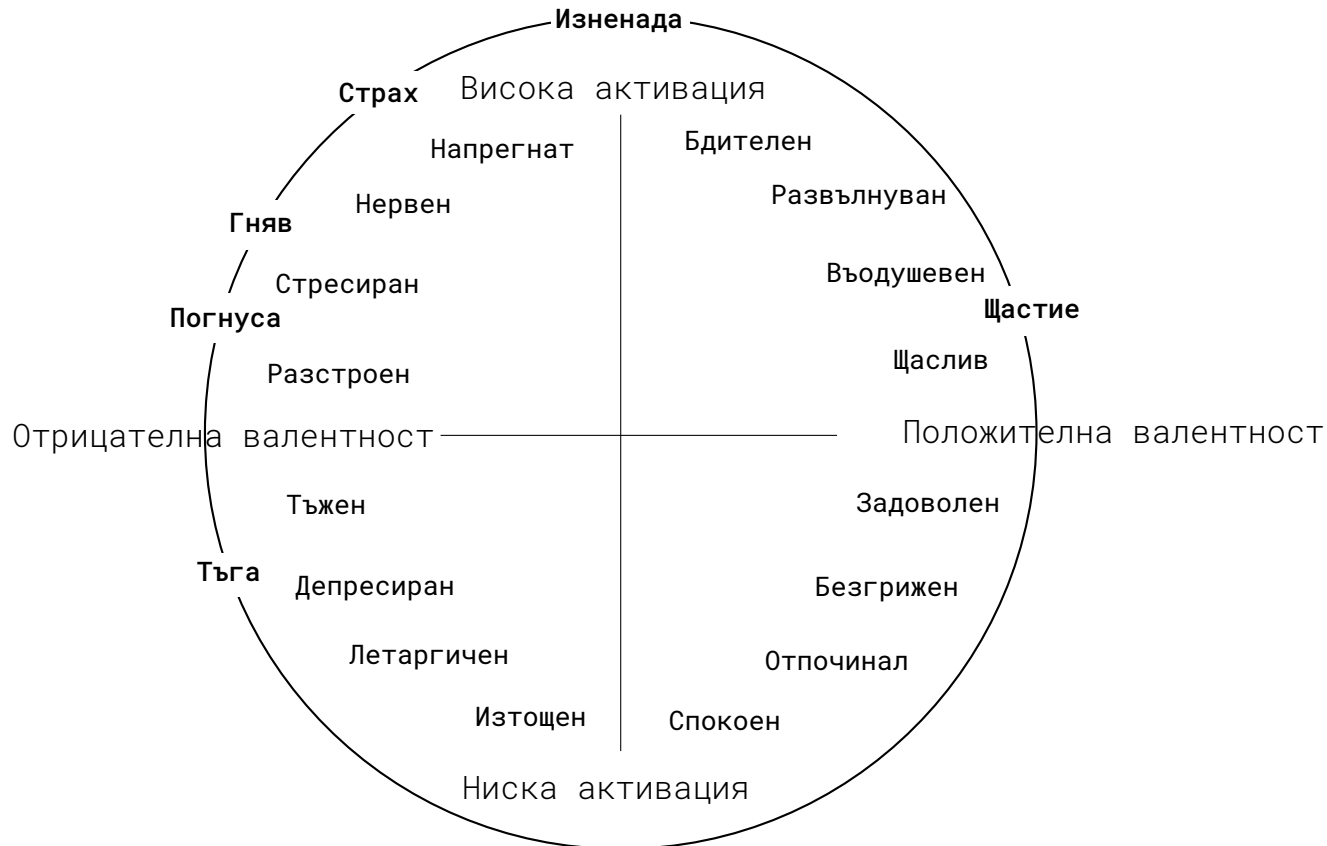 Изненада
Страх
Висока активация
Напрегнат
Бдителен
Нервен
Развълнуван
Гняв
Стресиран
Въодушевен
Погнуса
Щастие
Разстроен
Щаслив
Отрицателна валентност
Положителна валентност
Тъжен
Задоволен
Тъга
Депресиран
Безгрижен
Летаргичен
Отпочинал
Изтощен
Спокоен
Ниска активация